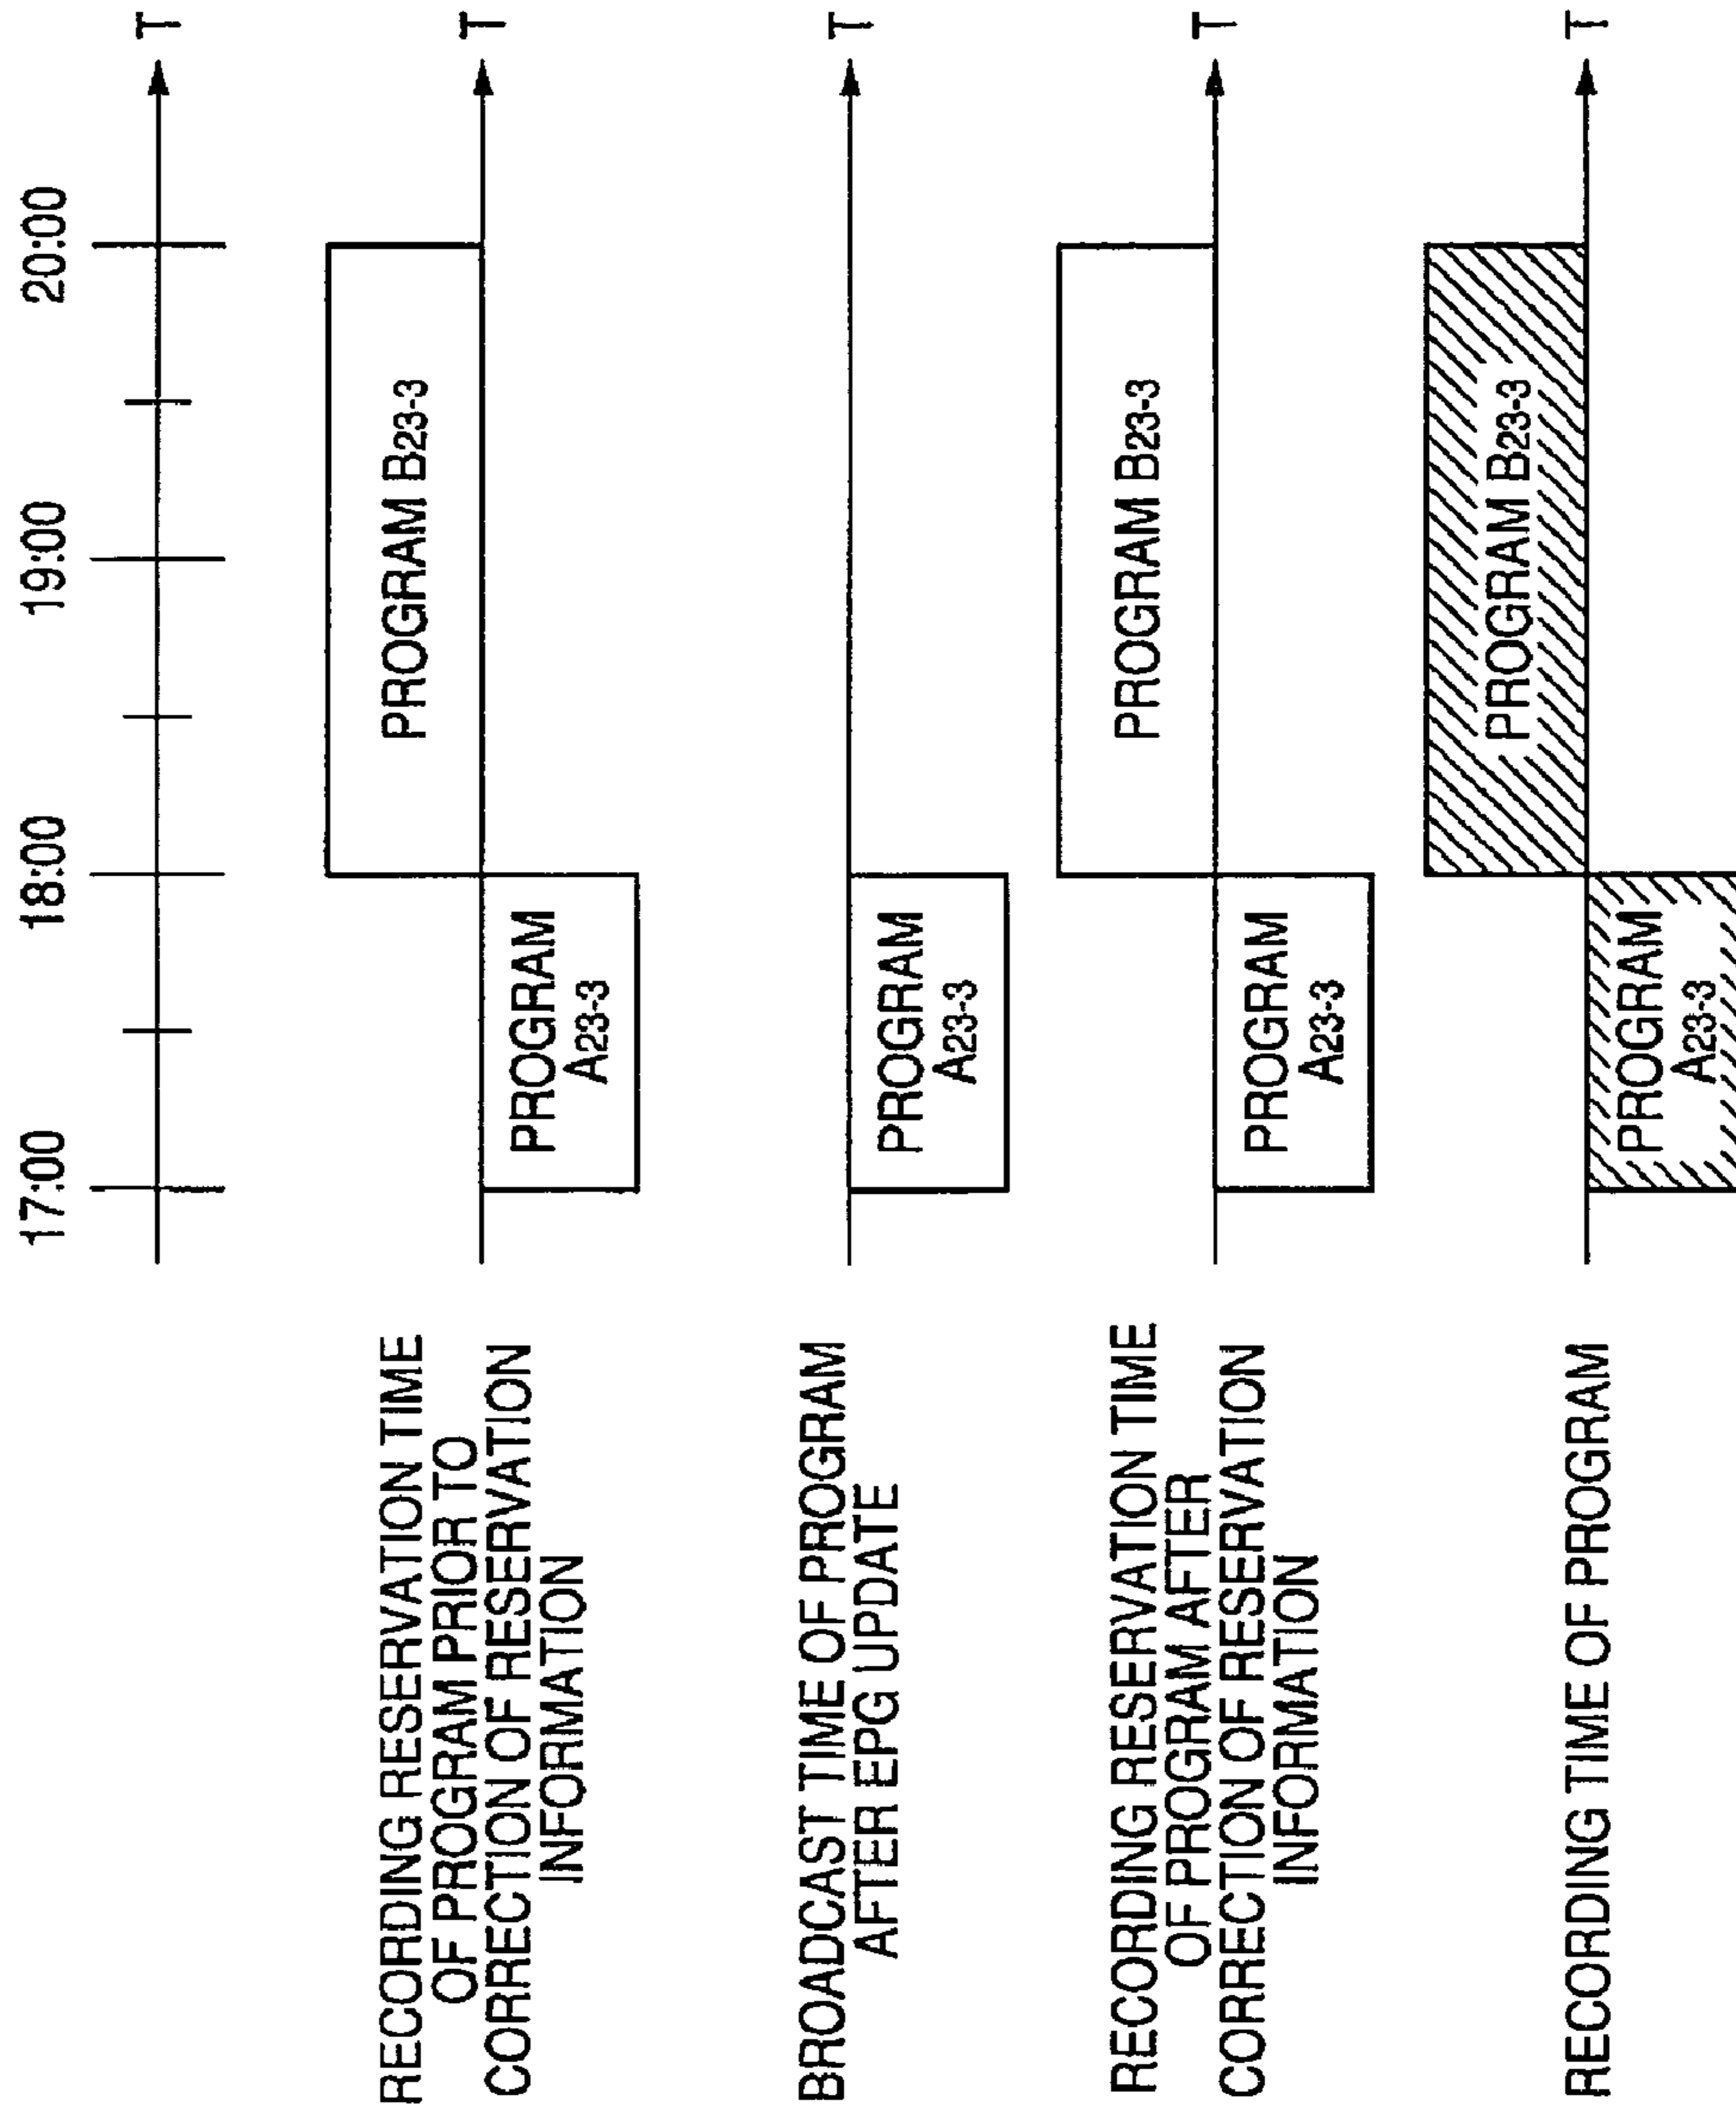 17:00 18:00 19:00 20:00
T
RECORDING RESERVATION TIME
OF PROGRAM PRIOR TO
CORRECTION OF RESERVATION
INFORMATION
PROGRAM
A23-3
PROGRAM B23-3
T
BROADCAST TIME OF PROGRAM
AFTER EPG UPDATE
PROGRAM
A23-3
T
RECORDING RESERVATION TIME
OF PROGRAM AFTER
CORRECTION OF RESERVATION
INFORMATION
PROGRAM
A23-3
PROGRAM B23-3
T
RECORDING TIME OF PROGRAM
PROGRAM
A23-3
PROGRAM B23-3
T